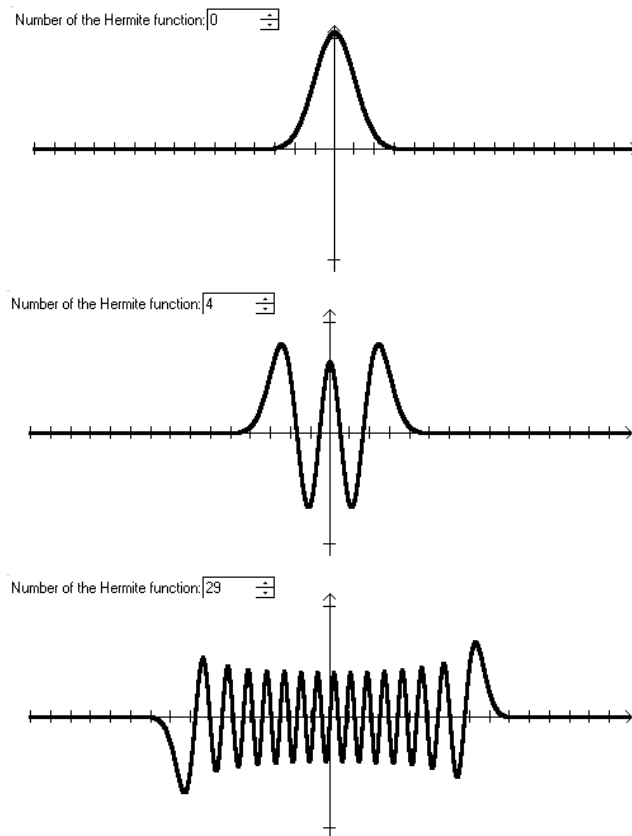 Number of the Hermite function: 0
Number of the Hermite function: 4
Number of the Hermite function: 29